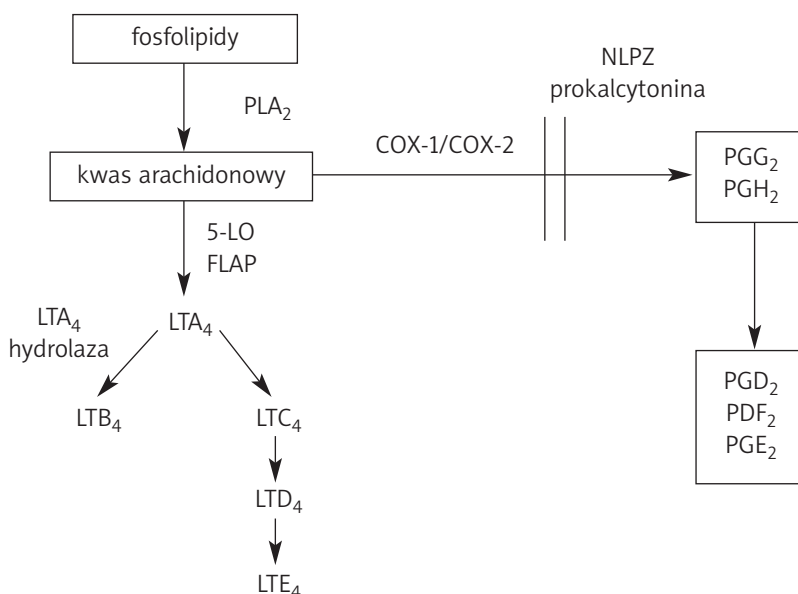 fosfolipidy
PLA₂
kwas arachidonowy
COX-1/COX-2
NLPZ
prokalcytonina
PGG₂
PGH₂
5-LO
FLAP
LTA₄
hydrolaza
LTA₄
LTB₄
LTC₄
LTD₄
LTE₄
PGD₂
PDF₂
PGE₂